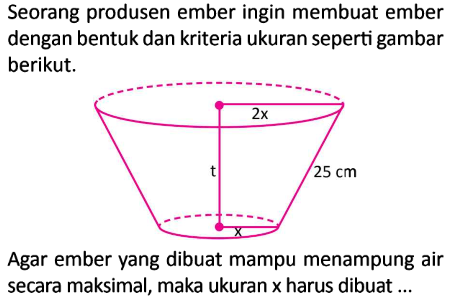 Seorang produsen ember ingin membuat ember
dengan bentuk dan kriteria ukuran seperti gambar
berikut.
2x
t
25 cm
x
Agar ember yang dibuat mampu menampung air
secara maksimal, maka ukuran x harus dibuat ...